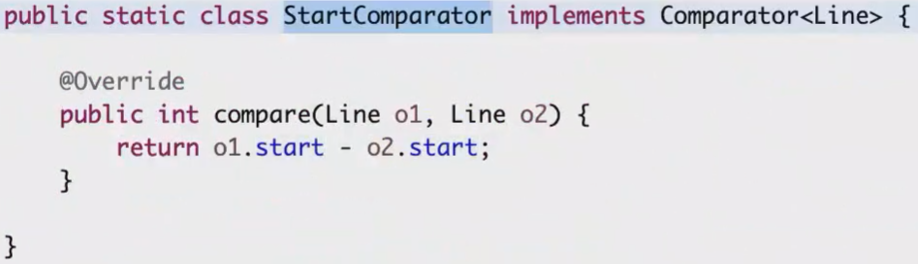 public static class StartComparator implements Comparator<Line> {
@Override
public int compare(Line o1, Line o2) {
return o1.start - o2.start;
}
}